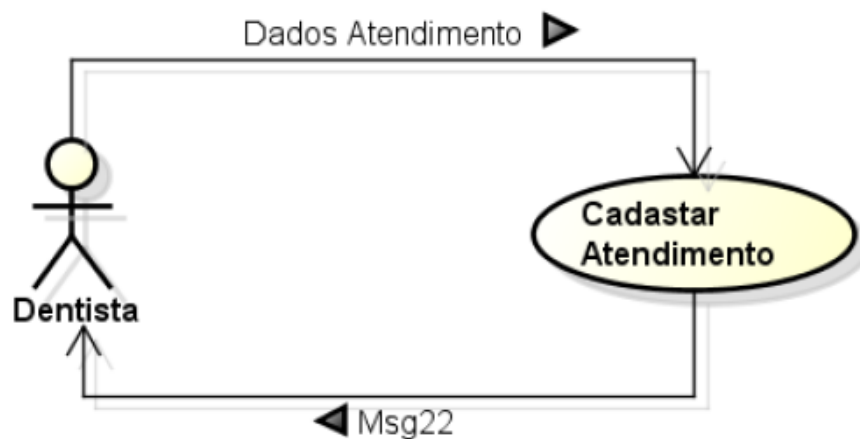 Dados Atendimento
Cadastar
Atendimento
Dentista
Msg22